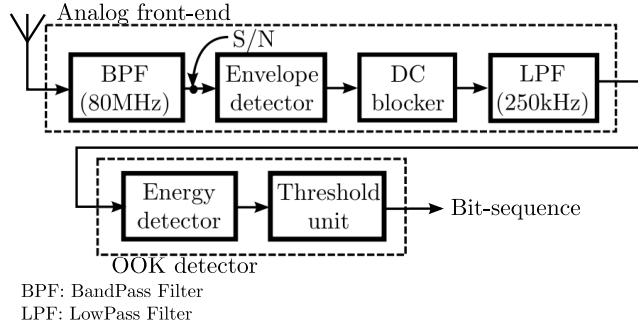 Analog front-end
S/N
BPF
(80MHz)
Envelope
detector
DC
blocker
LPF
(250kHz)
Energy
detector
Threshold
unit
Bit-sequence
OOK detector
BPF: BandPass Filter
LPF: LowPass Filter